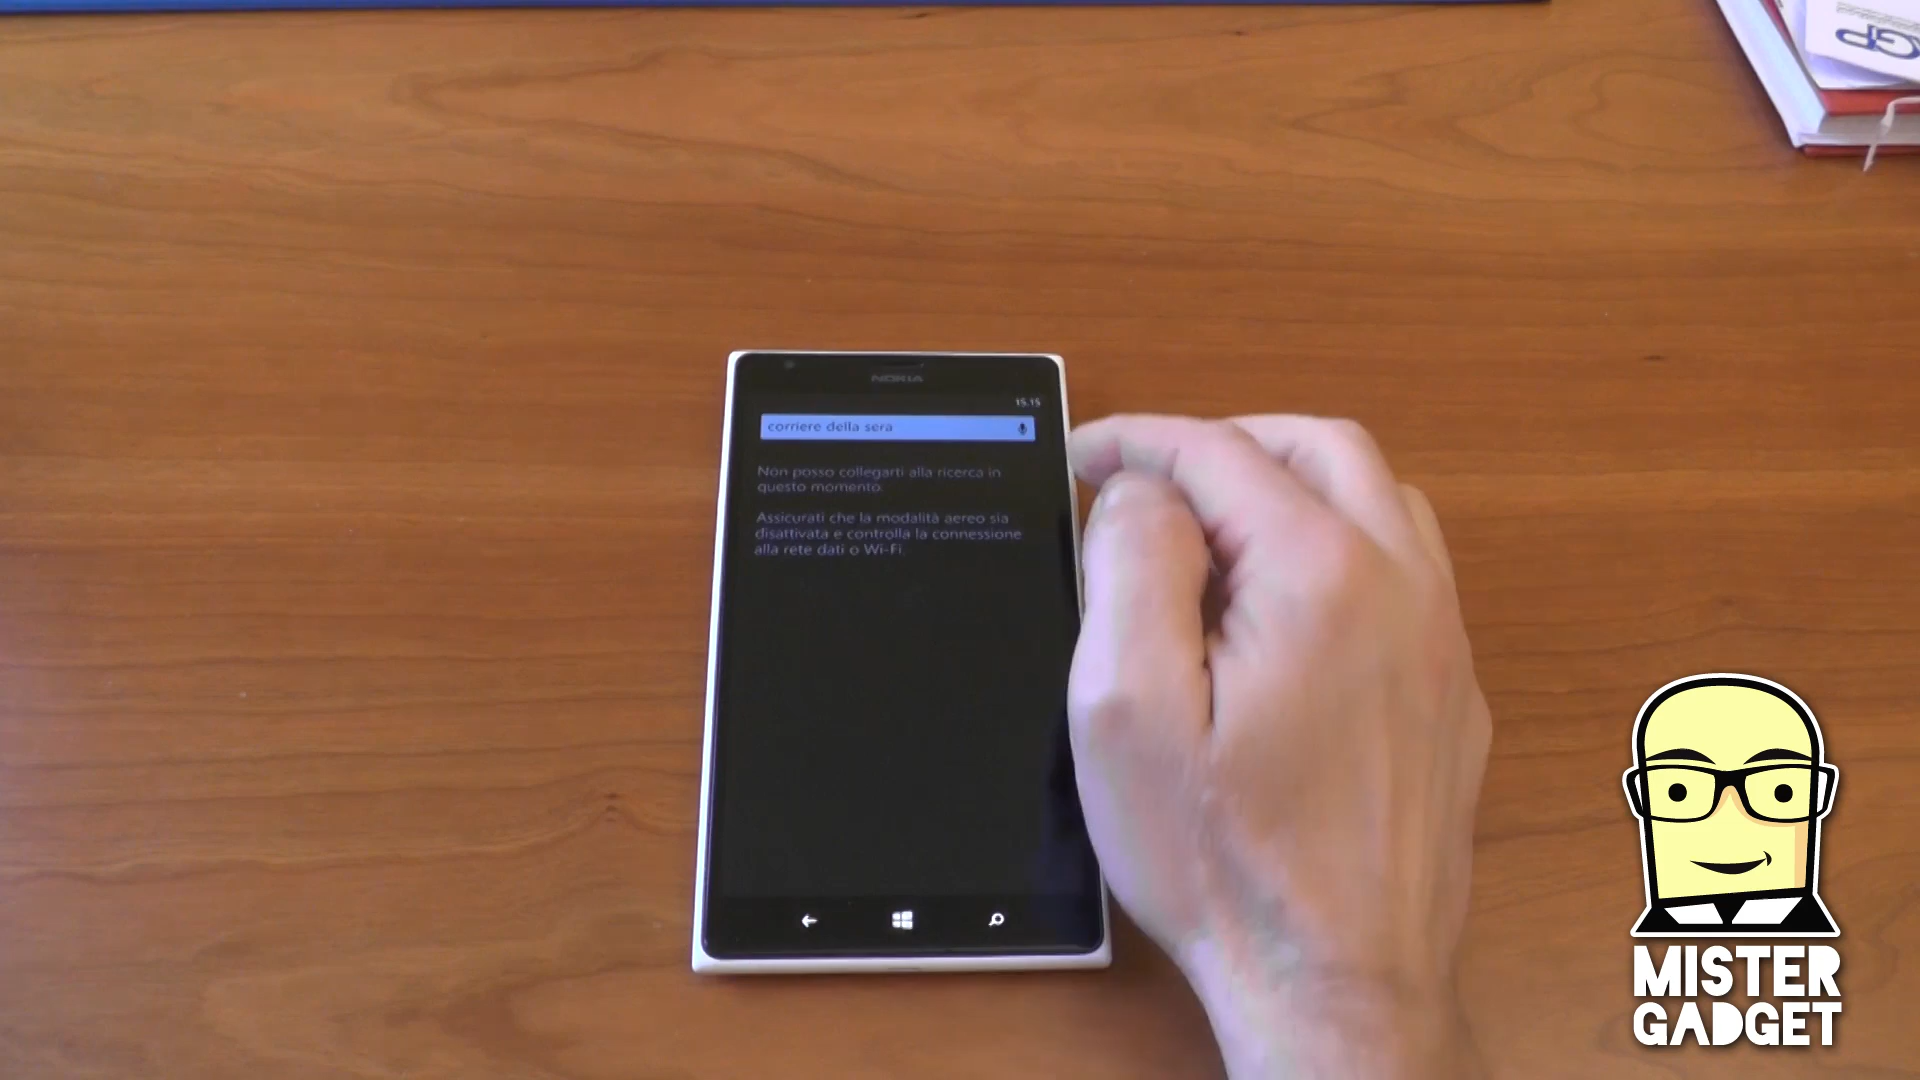 NOKIA
15.15
corriere della sera
Non posso collegarti alla ricerca in
questo momento.
Assicurati che la modalità aereo sia
disattivata e controlla la connessione
alla rete dati o Wi-Fi.
MISTER
GADGET